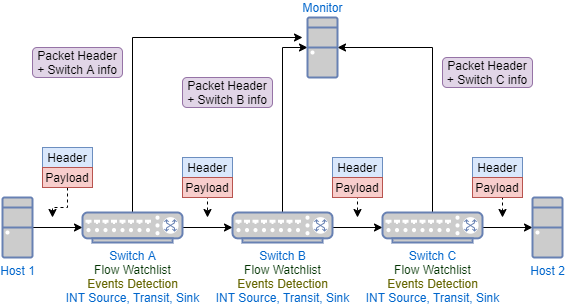 Monitor
Packet Header
+ Switch A info
Packet Header
+ Switch B info
Packet Header
+ Switch C info
Header
Payload
Header
Payload
Header
Payload
Header
Payload
Host 1
Switch A
Flow Watchlist
Events Detection
INT Source, Transit, Sink
Switch B
Flow Watchlist
Events Detection
INT Source, Transit, Sink
Switch C
Flow Watchlist
Events Detection
INT Source, Transit, Sink
Host 2